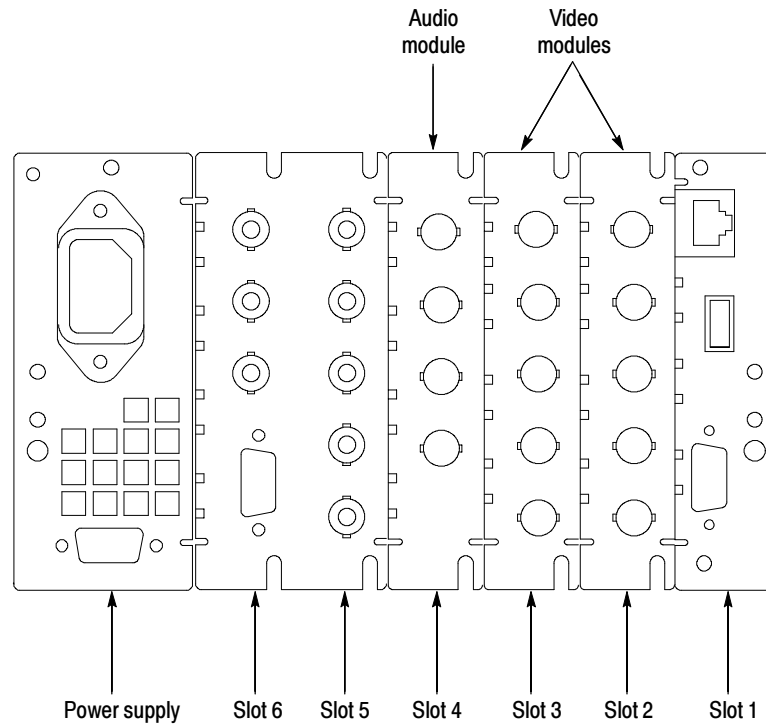 Audio
module
Video
modules
Power supply
Slot 6
Slot 5
Slot 4
Slot 3
Slot 2
Slot 1